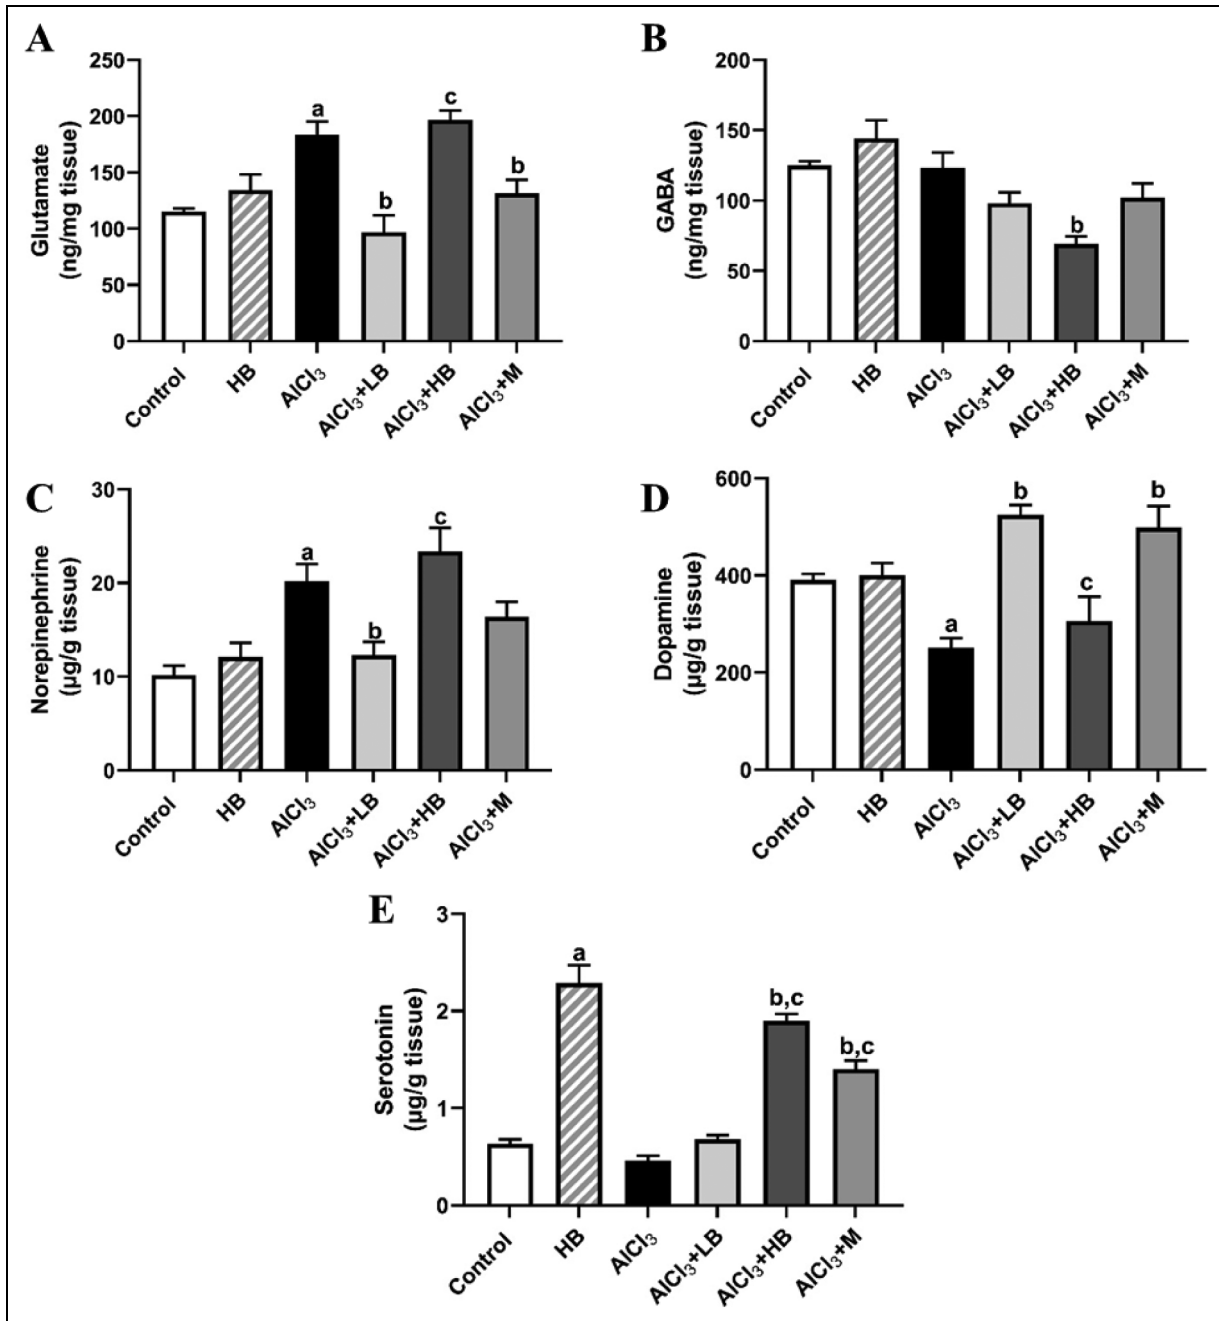 A
Glutamate
(ng/mg tissue)
250
200
150
100
50
0
a
b
c
b
Control
HB
AlCl₃
AlCl₃+LB
AlCl₃+HB
AlCl₃+M
B
GABA
(ng/mg tissue)
200
150
100
50
0
b
Control
HB
AlCl₃
AlCl₃+LB
AlCl₃+HB
AlCl₃+M
C
Norepinephrine
(µg/g tissue)
30
20
10
0
a
b
c
Control
HB
AlCl₃
AlCl₃+LB
AlCl₃+HB
AlCl₃+M
D
Dopamine
(µg/g tissue)
600
400
200
0
a
b
c
b
Control
HB
AlCl₃
AlCl₃+LB
AlCl₃+HB
AlCl₃+M
E
Serotonin
(µg/g tissue)
3
2
1
0
a
b,c
b,c
Control
HB
AlCl₃
AlCl₃+LB
AlCl₃+HB
AlCl₃+M